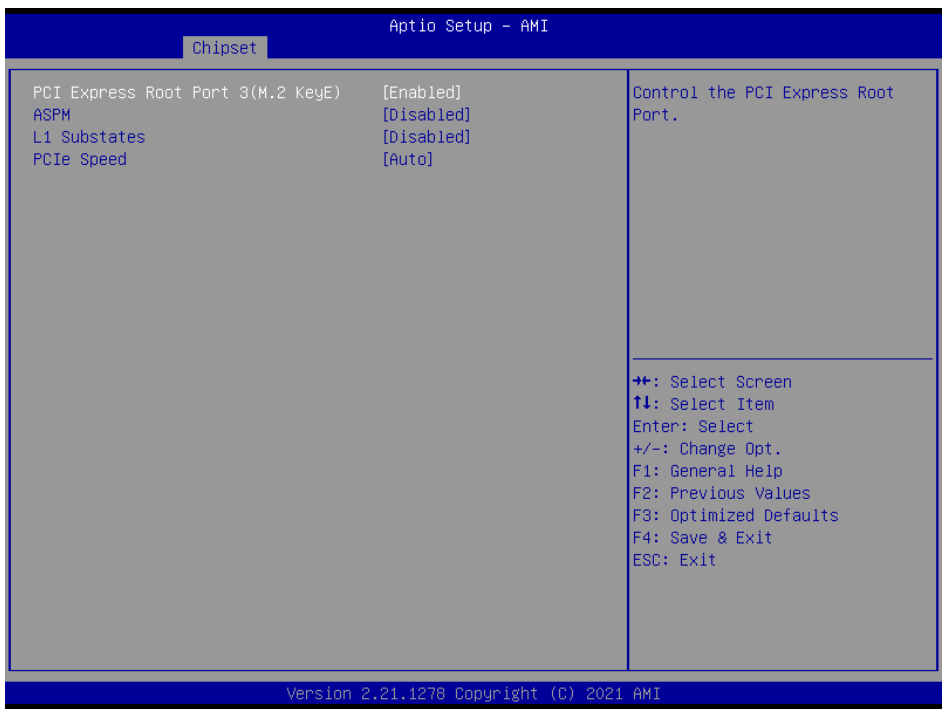 Aptio Setup – AMI
Chipset
PCI Express Root Port 3(M.2 KeyE) [Enabled]
ASPM [Disabled]
L1 Substates [Disabled]
PCIe Speed [Auto]
Control the PCI Express Root
Port.
→←: Select Screen
↑↓: Select Item
Enter: Select
+/-: Change Opt.
F1: General Help
F2: Previous Values
F3: Optimized Defaults
F4: Save & Exit
ESC: Exit
Version 2.21.1278 Copyright (C) 2021 AMI